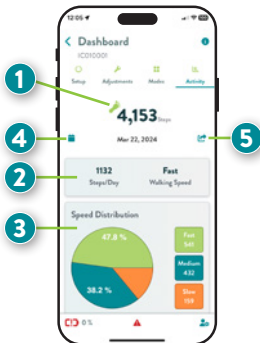 12:05
Dashboard
IC010001
Setup Adjustments Modes Activity
1
4,153 Steps
4
Mar 22, 2024
5
2
1132 Fast
Steps/Day Walking Speed
3
Speed Distribution
47.8 %
38.2 %
Fast
541
Medium
432
Slow
159
0 %